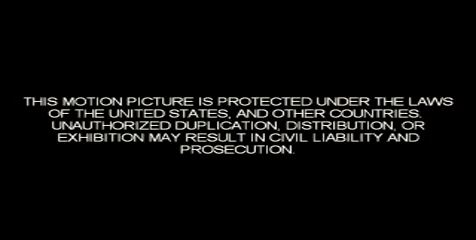 THIS MOTION PICTURE IS PROTECTED UNDER THE LAWS
OF THE UNITED STATES, AND OTHER COUNTRIES.
UNAUTHORIZED DUPLICATION, DISTRIBUTION, OR
EXHIBITION MAY RESULT IN CIVIL LIABILITY AND
PROSECUTION.